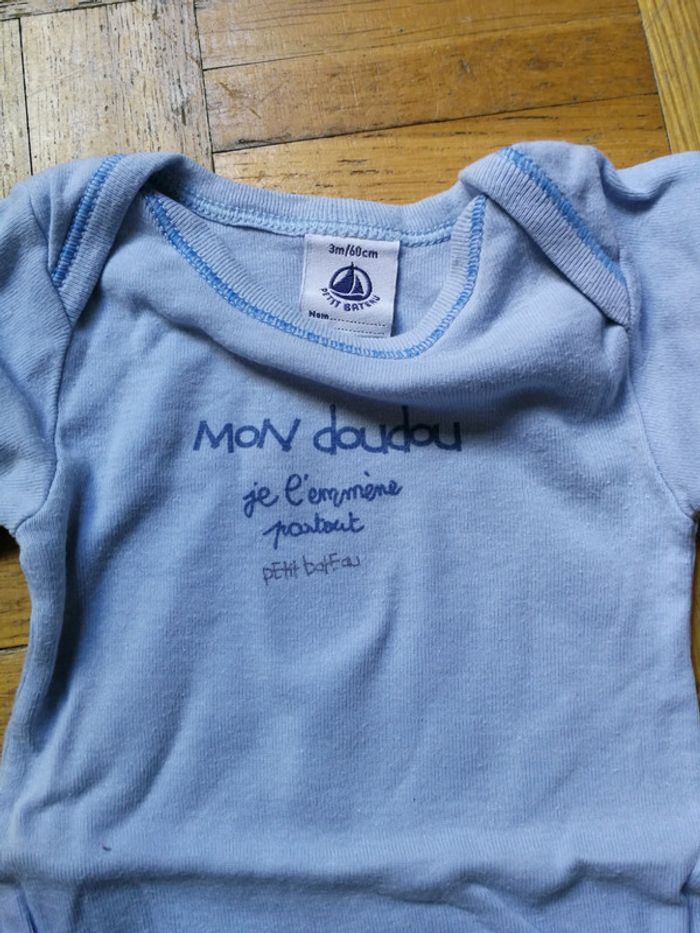 3m/60cm
PETIT BATEAU
Nom
MON doudou
je l'emmène
partout
pEtit batEau